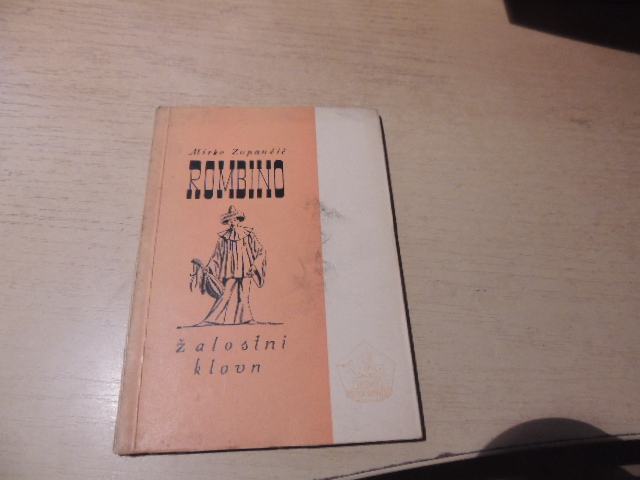 Mirko Zupančič
ROMBINO
žalostni
klovn